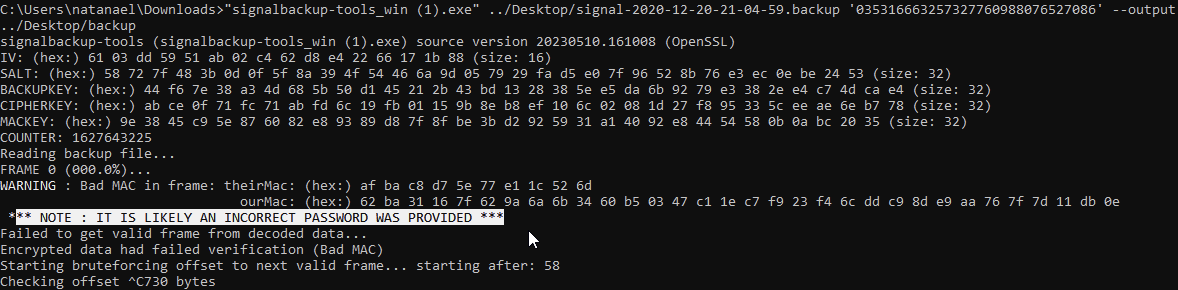 C:\Users\natanael\Downloads>"signalbackup-tools_win (1).exe" ../Desktop/signal-2020-12-20-21-04-59.backup '035316663257327760988076527086' --output
../Desktop/backup
signalbackup-tools (signalbackup-tools_win (1).exe) source version 20230510.161008 (OpenSSL)
IV: (hex:) 61 03 dd 59 51 ab 02 c4 62 d8 e4 22 66 17 1b 88 (size: 16)
SALT: (hex:) 58 72 7f 48 3b 0d 0f 5f 8a 39 4f 54 46 6a 9d 05 79 29 fa d5 e0 7f 96 52 8b 76 e3 ec 0e be 24 53 (size: 32)
BACKUPKEY: (hex:) 44 f6 7e 38 a3 4d 68 5b 50 d1 45 21 2b 43 bd 13 28 38 5e e5 da 6b 92 79 e3 38 2e e4 c7 4d ca e4 (size: 32)
CIPHERKEY: (hex:) ab ce 0f 71 fc 71 ab fd 6c 19 fb 01 15 9b 8e b8 ef 10 6c 02 08 1d 27 f8 95 33 5c ee ae 6e b7 78 (size: 32)
MACKEY: (hex:) 9e 38 45 c9 5e 87 60 82 e8 93 89 d8 7f 8f be 3b d2 92 59 31 a1 40 92 e8 44 54 58 0b 0a bc 20 35 (size: 32)
COUNTER: 1627643225
Reading backup file...
FRAME 0 (000.0%)...
WARNING : Bad MAC in frame: theirMac: (hex:) af ba c8 d7 5e 77 e1 1c 52 6d
ourMac: (hex:) 62 ba 31 16 7f 62 9a 6a 6b 34 60 b5 03 47 c1 1e c7 f9 23 f4 6c dd c9 8d e9 aa 76 7f 7d 11 db 0e
*** NOTE : IT IS LIKELY AN INCORRECT PASSWORD WAS PROVIDED ***
Failed to get valid frame from decoded data...
Encrypted data had failed verification (Bad MAC)
Starting bruteforcing offset to next valid frame... starting after: 58
Checking offset ^C730 bytes